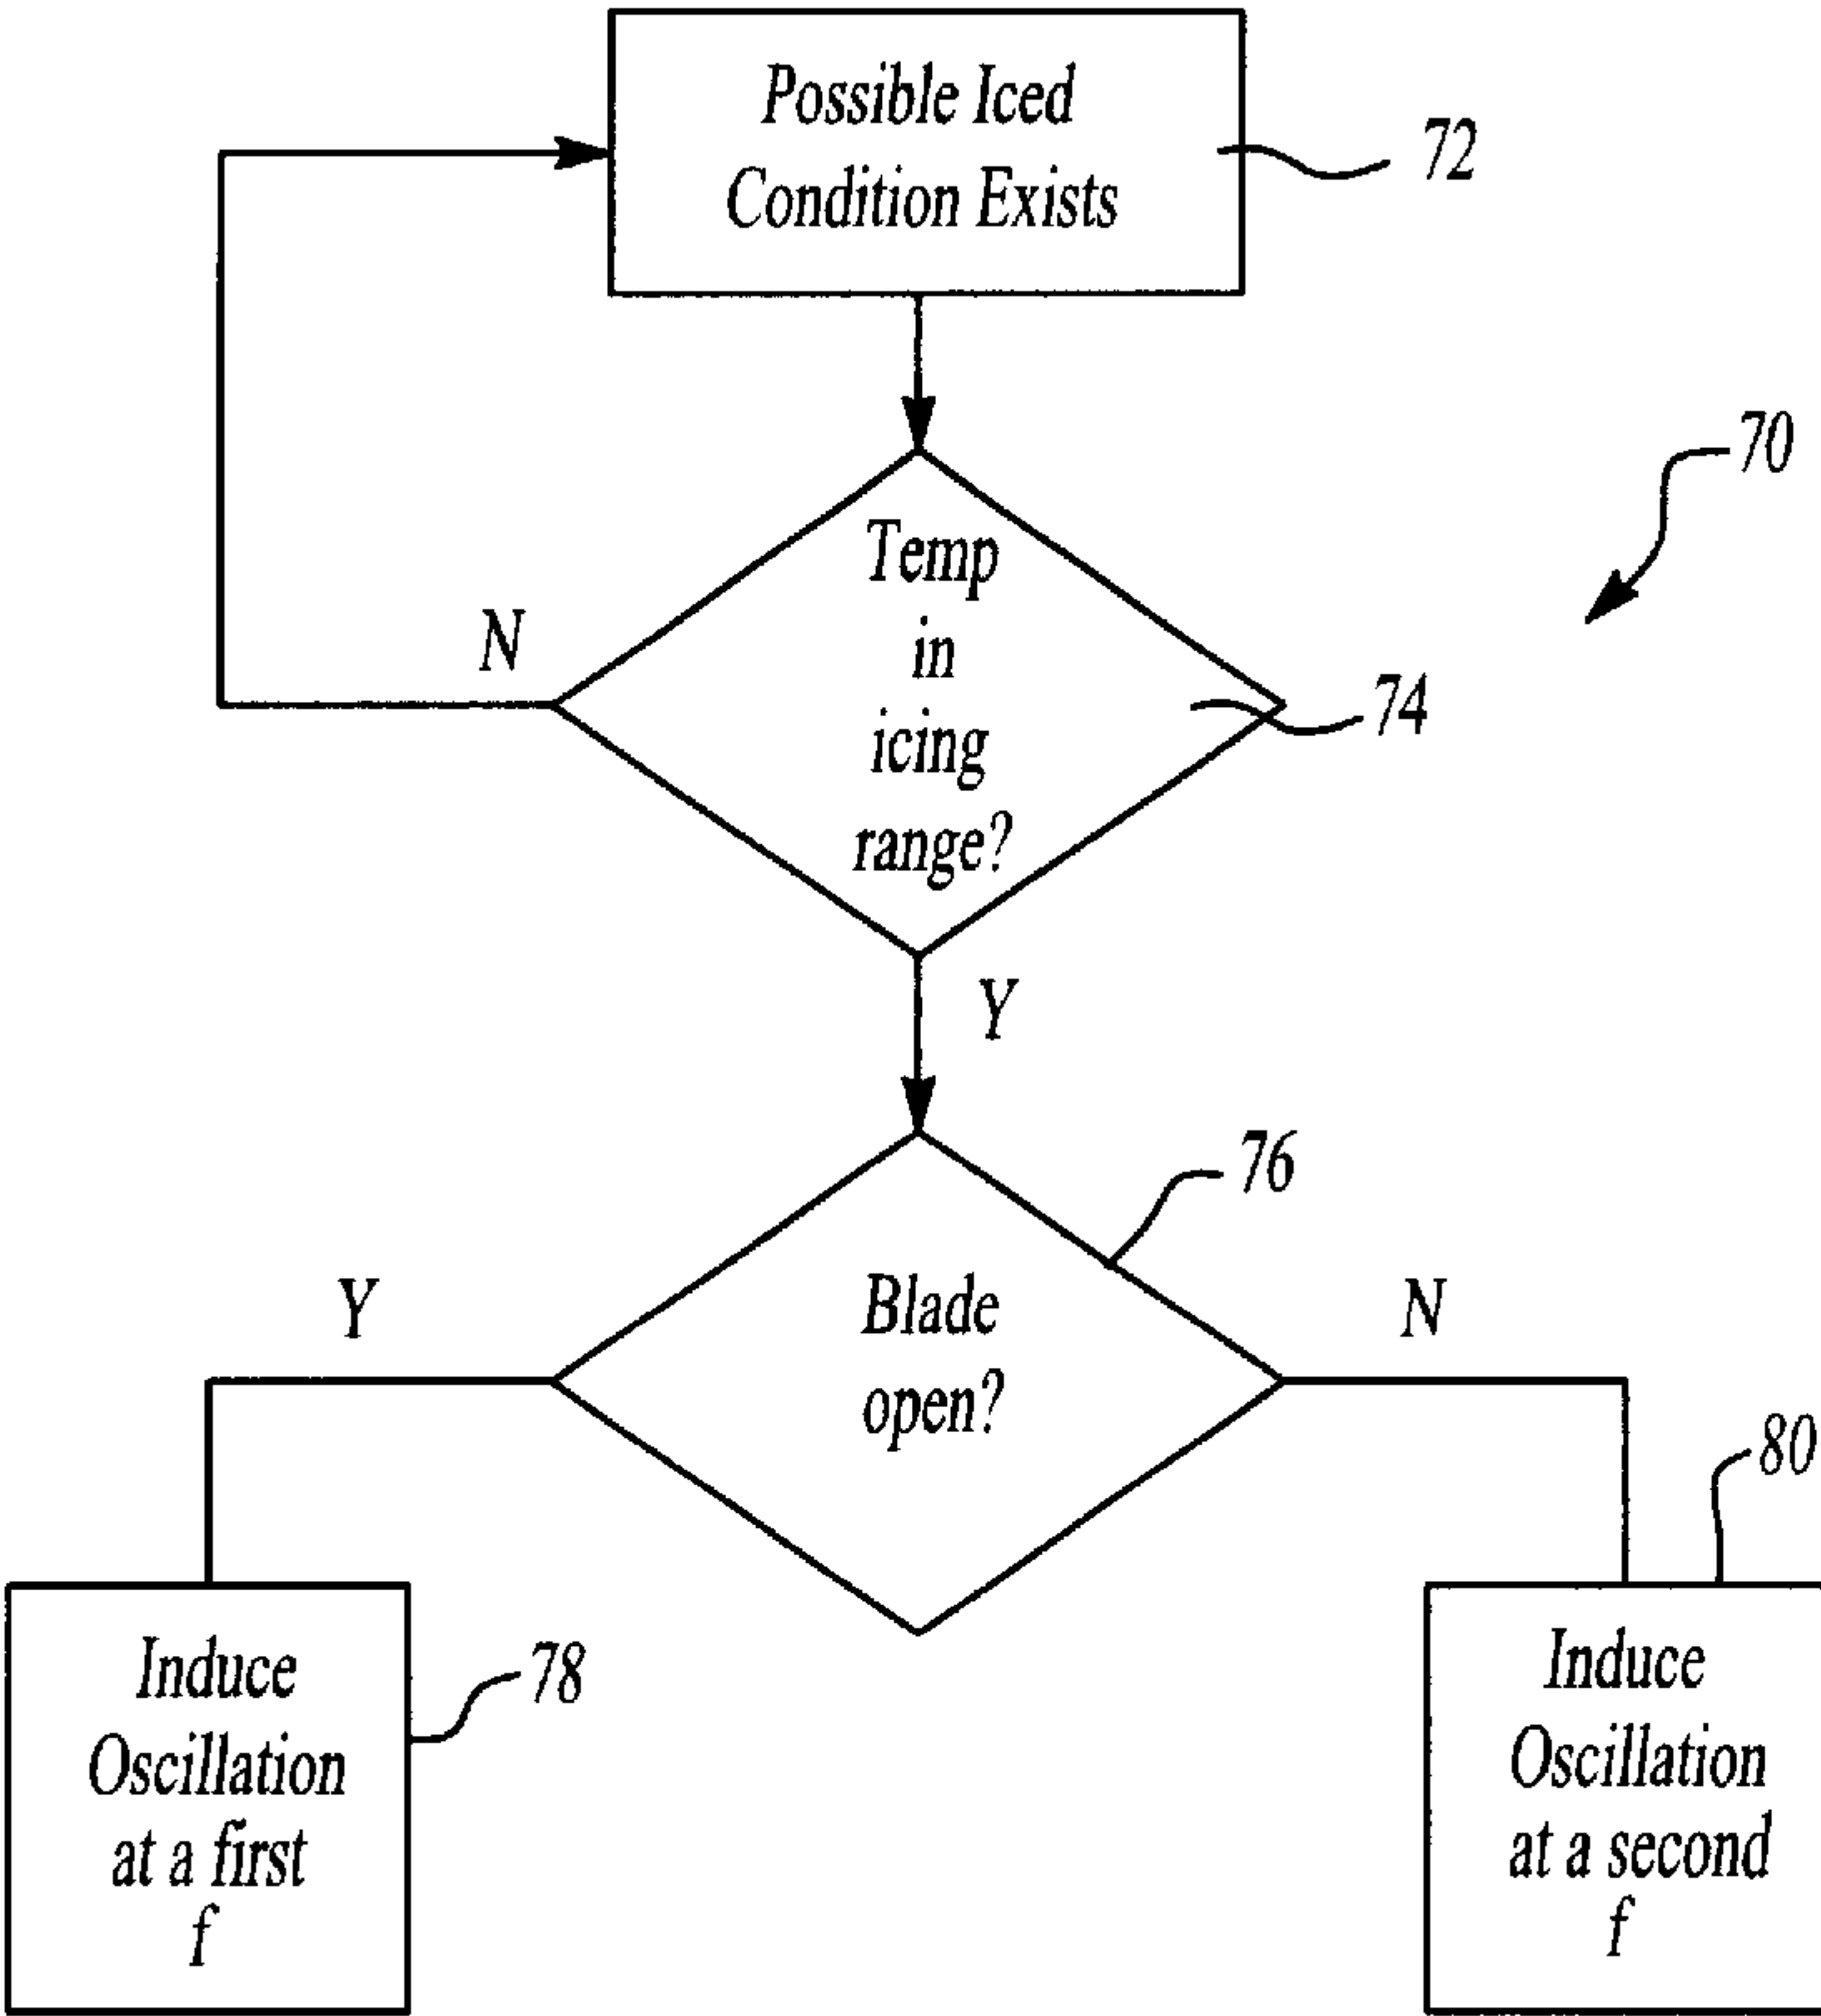 Possible Iced
Condition Exists
72
70
Temp
in
icing
range?
74
N
Y
76
Blade
open?
Y
N
80
Induce
Oscillation
at a first
f
78
Induce
Oscillation
at a second
f